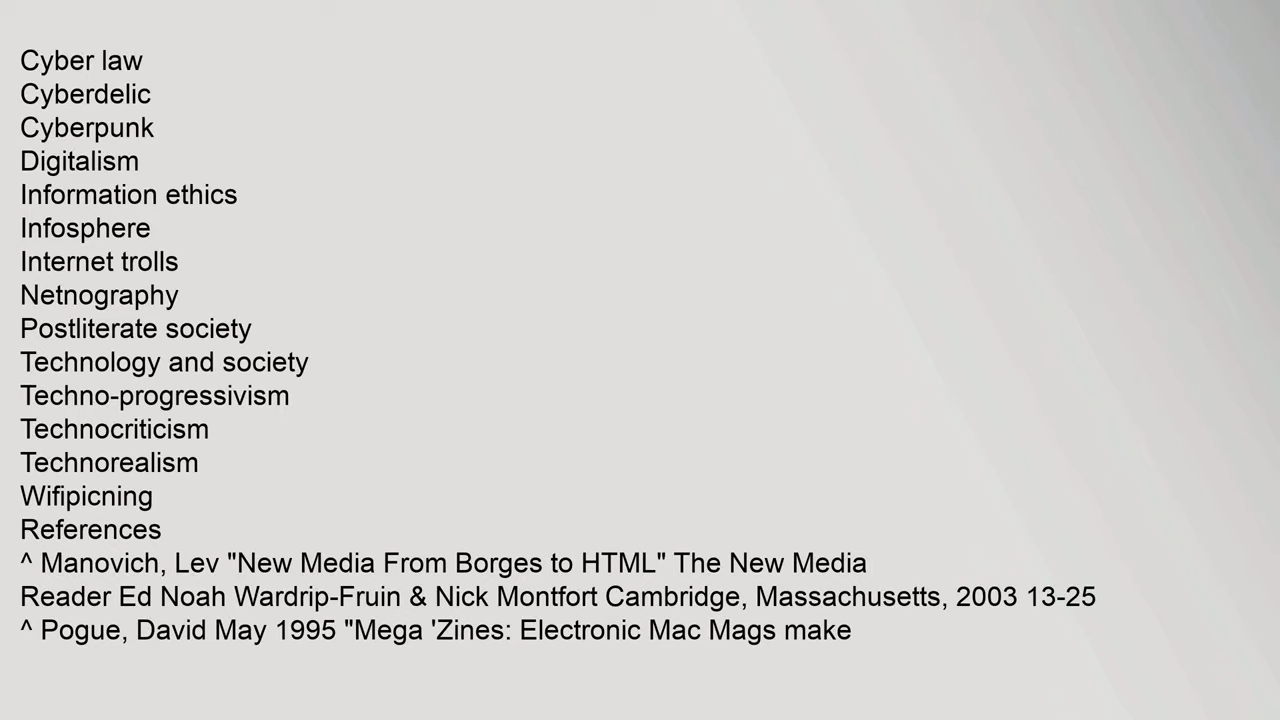 Cyber law
Cyberdelic
Cyberpunk
Digitalism
Information ethics
Infosphere
Internet trolls
Netnography
Postliterate society
Technology and society
Techno-progressivism
Technocriticism
Technorealism
Wifipicning
References
^ Manovich, Lev "New Media From Borges to HTML" The New Media
Reader Ed Noah Wardrip-Fruin & Nick Montfort Cambridge, Massachusetts, 2003 13-25
^ Pogue, David May 1995 "Mega 'Zines: Electronic Mac Mags make